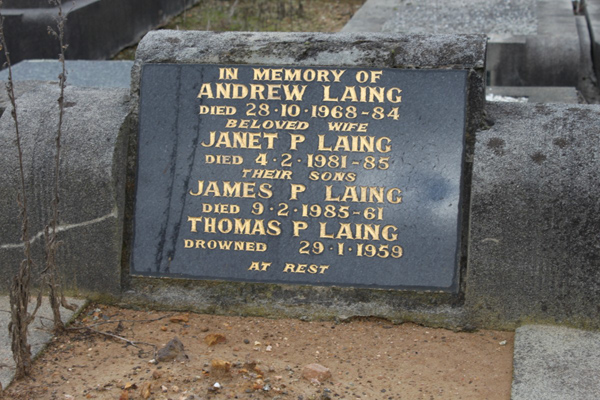 IN MEMORY OF
ANDREW LAING
DIED 28·10·1968-84
BELOVED WIFE
JANET P LAING
DIED 4·2·1981-85
THEIR SONS
JAMES P LAING
DIED 9·2·1985-61
THOMAS P LAING
DROWNED 29·1·1959
AT REST